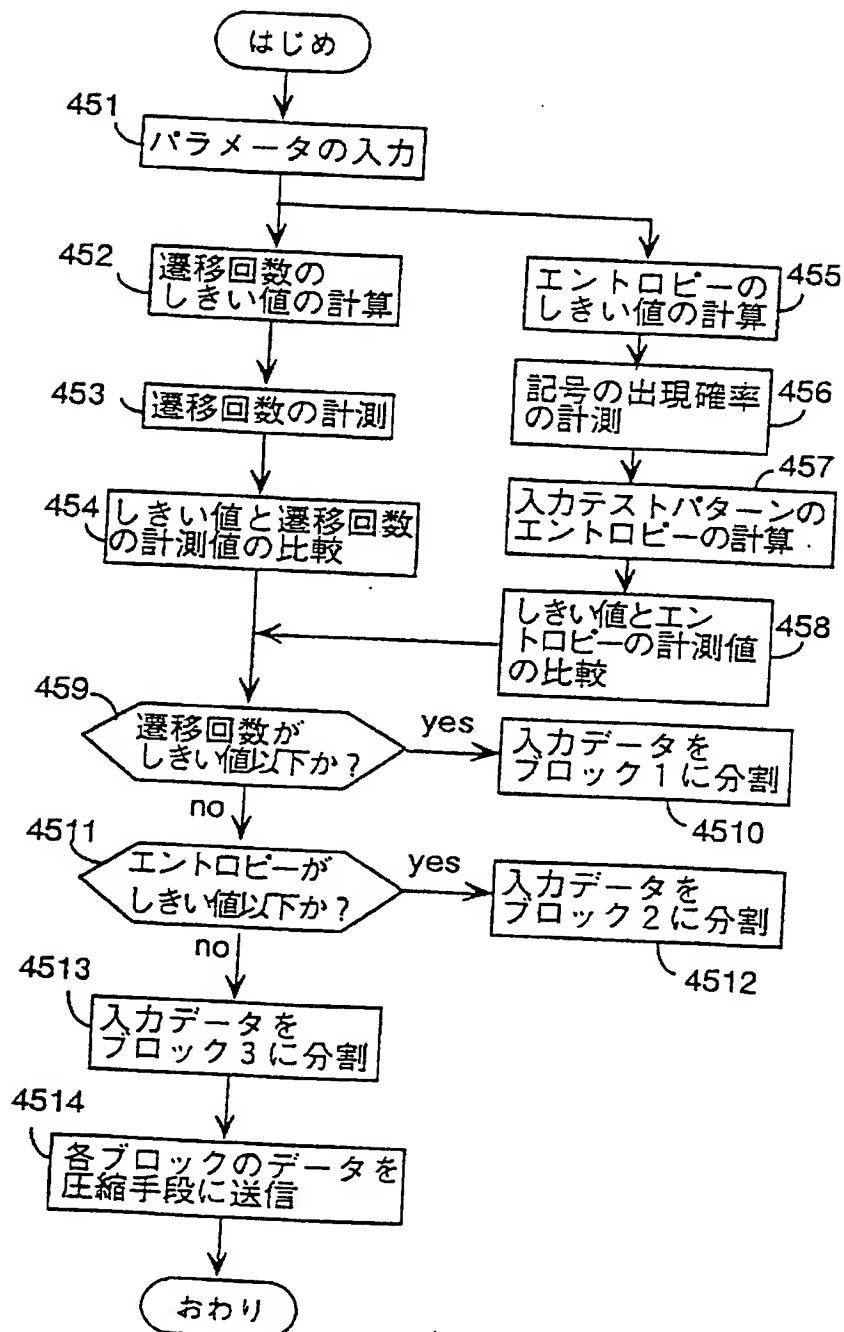 はじめ
451
パラメータの入力
452
遷移回数の
しきい値の計算
453
遷移回数の計測
454
しきい値と遷移回数
の計測値の比較
エントロピーの
しきい値の計算
455
記号の出現確率
の計測
456
457
入力テストパターンの
エントロピーの計算
しきい値とエン
トロピーの計測値
の比較
458
459
遷移回数が
しきい値以下か?
yes
入力データを
ブロック1に分割
4510
no
4511
エントロピーが
しきい値以下か?
yes
入力データを
ブロック2に分割
4512
no
4513
入力データを
ブロック3に分割
4514
各ブロックのデータを
圧縮手段に送信
おわり